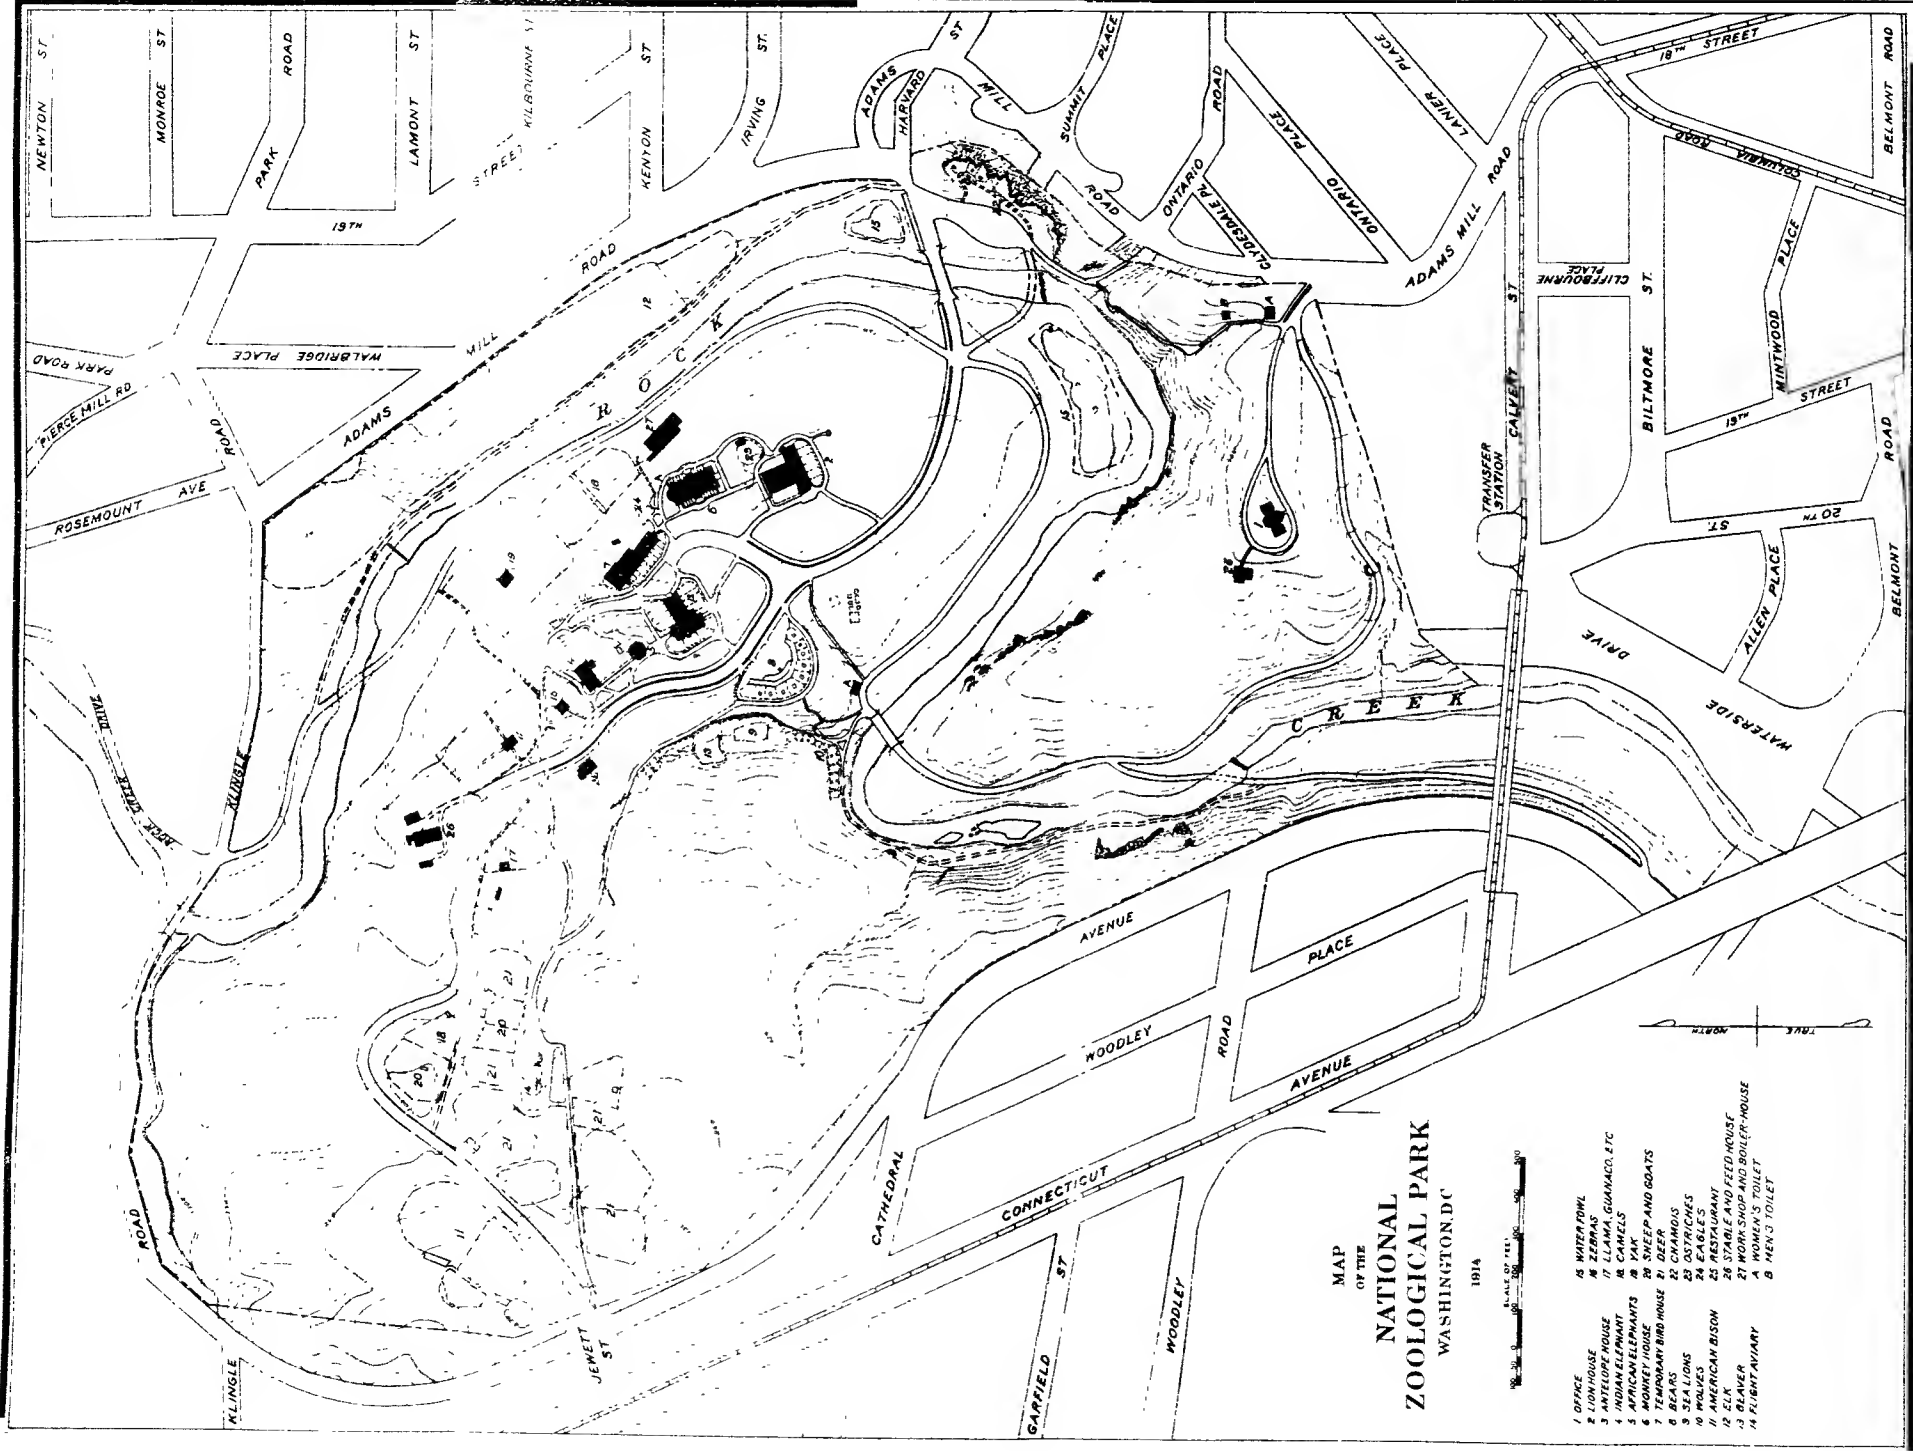 MAP
OF THE
NATIONAL
ZOOLOGICAL PARK
WASHINGTON, D.C.
1914
SCALE OF FEET
1 OFFICE
2 LION HOUSE
3 ANTELOPE HOUSE
4 INDIAN ELEPHANT
5 AFRICAN ELEPHANTS
6 MONKEY HOUSE
7 TEMPORARY BIRD HOUSE
8 BEARS
9 SEA LIONS
10 WOLVES
11 AMERICAN BISON
12 ELK
13 BEAVER
14 FLIGHT AVIARY
15 WATER FOWL
16 ZEBRAS
17 LLAMA, GUANACO, ETC
18 CAMELS
19 YAK
20 SHEEP AND GOATS
21 DEER
22 CHAMOIS
23 OSTRICHES
24 EAGLES
25 RESTAURANT
26 STABLE AND FEED HOUSE
27 WORKSHOP AND BOILER-HOUSE
A WOMEN'S TOILET
B MEN'S TOILET
TRUE NORTH
NEWTON ST
MONROE ST
PARK ROAD
LAMONT ST
KILBOURNE ST
KENYON ST
IRVING ST.
19TH STREET
ADAMS MILL ROAD
HARVARD ST
SUMMIT PLACE
ONTARIO ROAD
CLYDESDALE PL
ONTARIO PLACE
LANIER PLACE
ADAMS MILL ROAD
18TH STREET
COLUMBIA ROAD
BELMONT ROAD
CALVERT ST
CLIFFBOURNE PLACE
BILTMORE ST.
MINTWOOD PLACE
19TH STREET
20TH ST.
ALLEN PLACE
BELMONT ROAD
WATERSIDE DRIVE
TRANSFER STATION
PARK ROAD
PIERCE MILL RD
WALBRIDGE PLACE
ADAMS MILL ROAD
ROSEMOUNT AVE
KLINGLE ROAD
ROCK CREEK DRIVE
ROCK CREEK
CATHEDRAL AVENUE
WOODLEY PLACE
WOODLEY ROAD
CONNECTICUT AVENUE
GARFIELD ST
JEWETT ST
KLINGLE ROAD